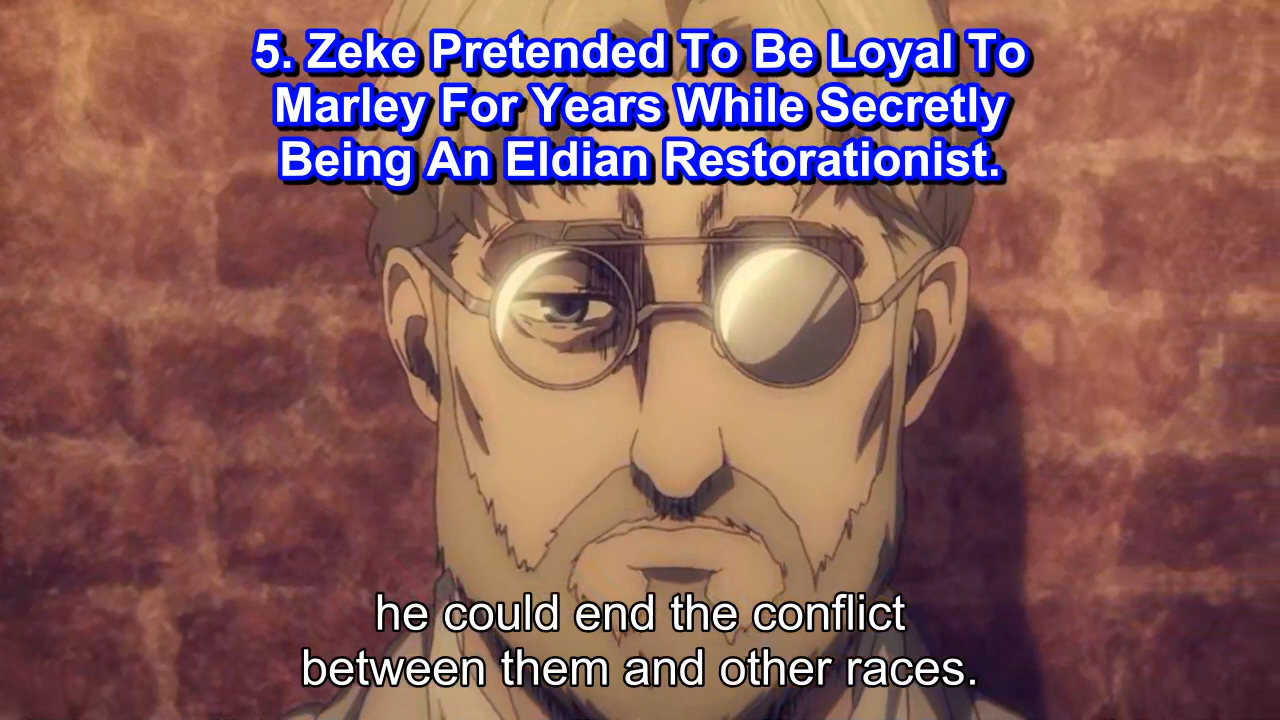 5. Zeke Pretended To Be Loyal To
Marley For Years While Secretly
Being An Eldian Restorationist.
he could end the conflict
between them and other races.